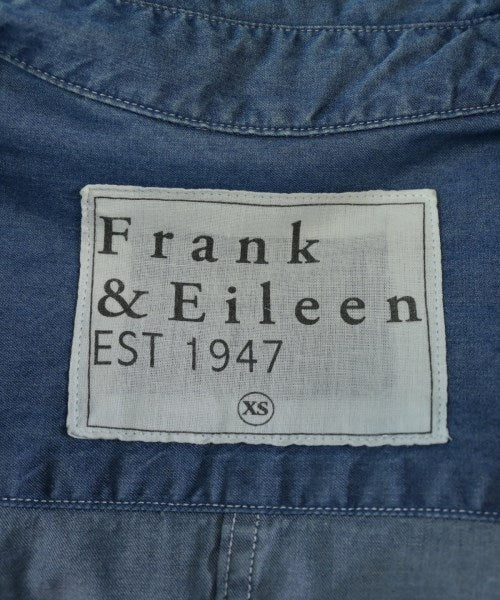 Frank
& Eileen
EST 1947
XS